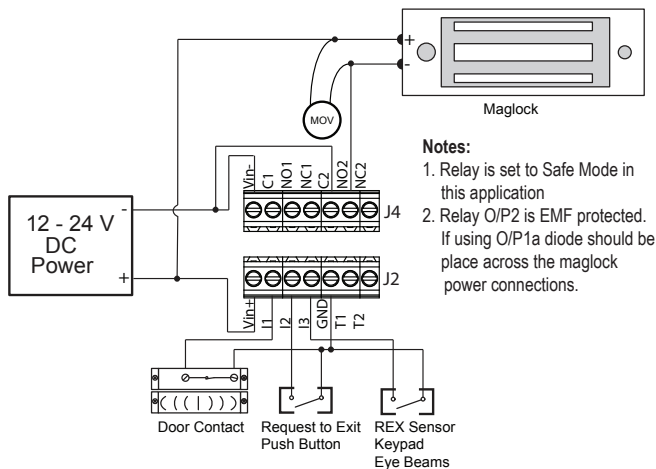 +
-
Maglock
MOV
Notes:
1. Relay is set to Safe Mode in
this application
2. Relay O/P2 is EMF protected.
If using O/P1a diode should be
place across the maglock
power connections.
Vin-
C1
NO1
NC1
C2
NO2
NC2
J4
12 - 24 V
DC
Power
-
+
J2
Vin+
I1
I2
I3
GND
T1
T2
Door Contact
Request to Exit
Push Button
REX Sensor
Keypad
Eye Beams